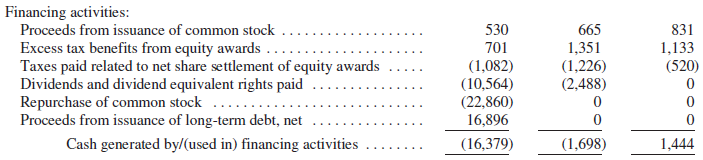 Financing activities:
Proceeds from issuance of common stock . . . . . . . . . . . . . . . . . . . . 530 665 831
Excess tax benefits from equity awards . . . . . . . . . . . . . . . . . . . . . . 701 1,351 1,133
Taxes paid related to net share settlement of equity awards . . . . . (1,082) (1,226) (520)
Dividends and dividend equivalent rights paid . . . . . . . . . . . . . . . (10,564) (2,488) 0
Repurchase of common stock . . . . . . . . . . . . . . . . . . . . . . . . . . . . . (22,860) 0 0
Proceeds from issuance of long-term debt, net . . . . . . . . . . . . . . . 16,896 0 0
Cash generated by/(used in) financing activities . . . . . . . . (16,379) (1,698) 1,444